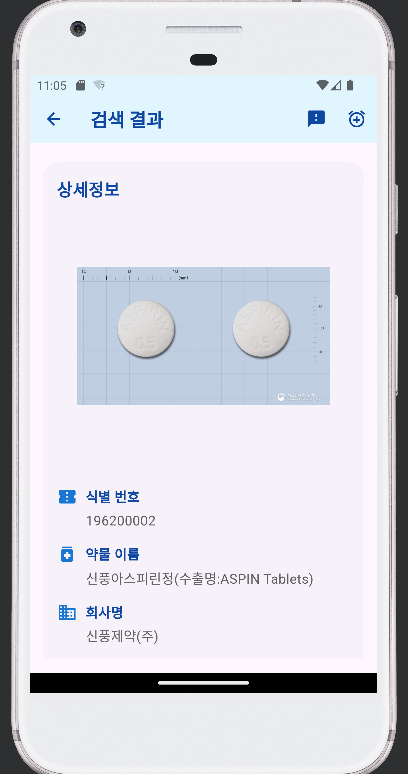 11:05
검색 결과
상세정보
식별 번호
196200002
약물 이름
신풍아스피린정(수출명:ASPIN Tablets)
회사명
신풍제약(주)